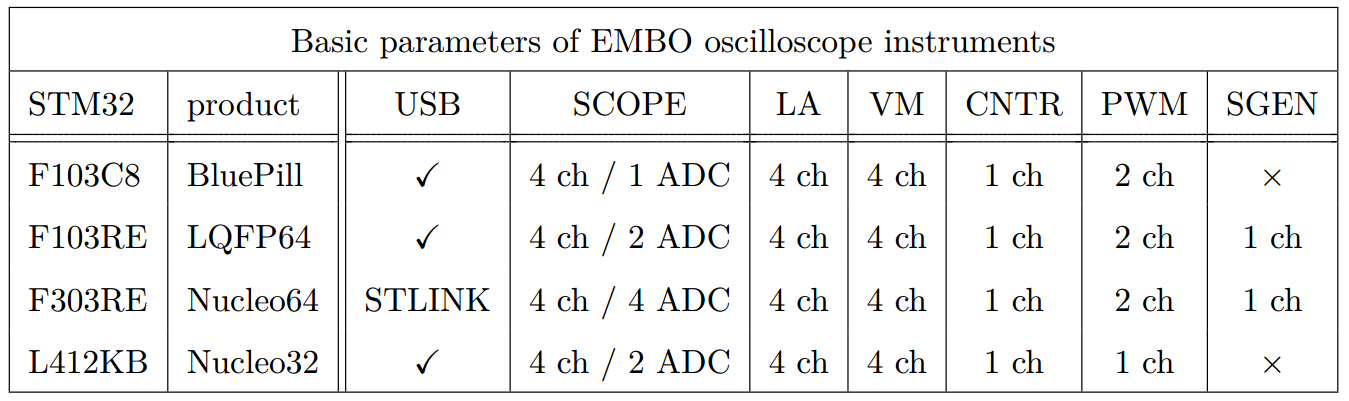 Basic parameters of EMBO oscilloscope instruments
STM32 product USB SCOPE LA VM CNTR PWM SGEN
F103C8 BluePill ✓ 4 ch / 1 ADC 4 ch 4 ch 1 ch 2 ch ×
F103RE LQFP64 ✓ 4 ch / 2 ADC 4 ch 4 ch 1 ch 2 ch 1 ch
F303RE Nucleo64 STLINK 4 ch / 4 ADC 4 ch 4 ch 1 ch 2 ch 1 ch
L412KB Nucleo32 ✓ 4 ch / 2 ADC 4 ch 4 ch 1 ch 1 ch ×